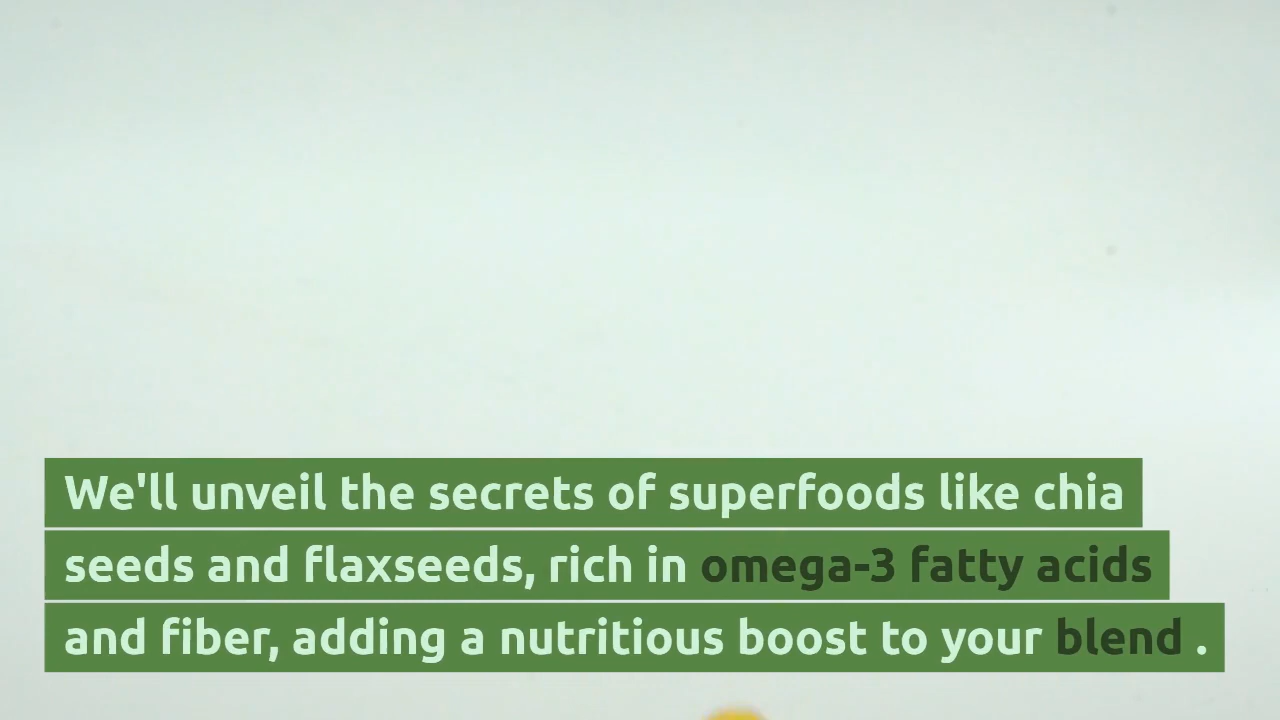 We'll unveil the secrets of superfoods like chia
seeds and flaxseeds, rich in omega-3 fatty acids
and fiber, adding a nutritious boost to your blend .